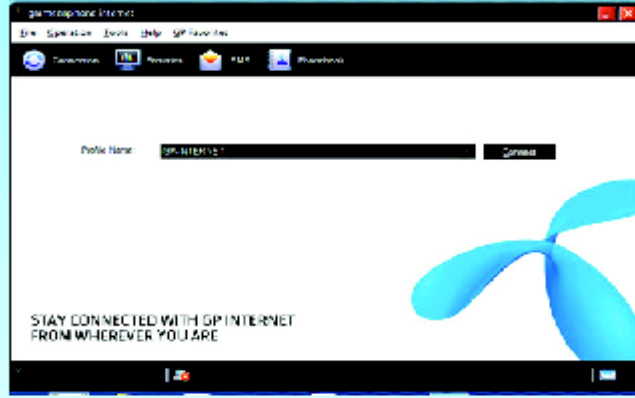 grameenphone internet
File Operation Tools Help GP Favorites
Connection Statistics SMS Phonebook
Profile Name: GP-INTERNET Connect
STAY CONNECTED WITH GP INTERNET
FROM WHEREVER YOU ARE